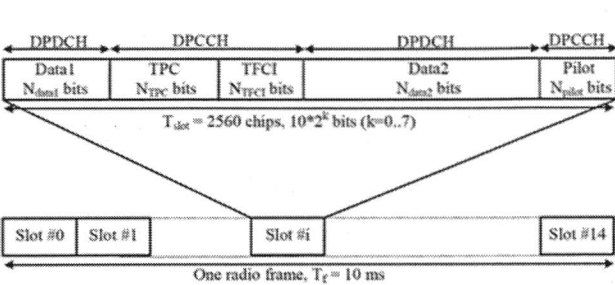 DPDCH DPCCH DPDCH DPCCH
Data1 TPC TFCI Data2 Pilot
N_data1 bits N_TPC bits N_TFCI bits N_data2 bits N_pilot bits
T_slot = 2560 chips, 10*2^k bits (k=0..7)
Slot #0 Slot #1 Slot #i Slot #14
One radio frame, T_f = 10 ms